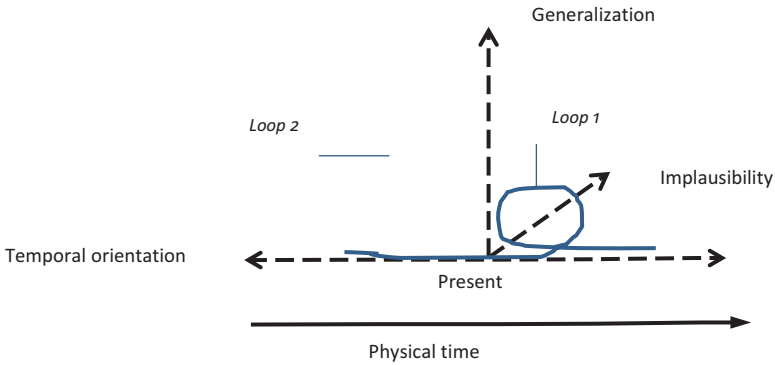 Generalization
Loop 1
Loop 2
Implausibility
Temporal orientation
Present
Physical time